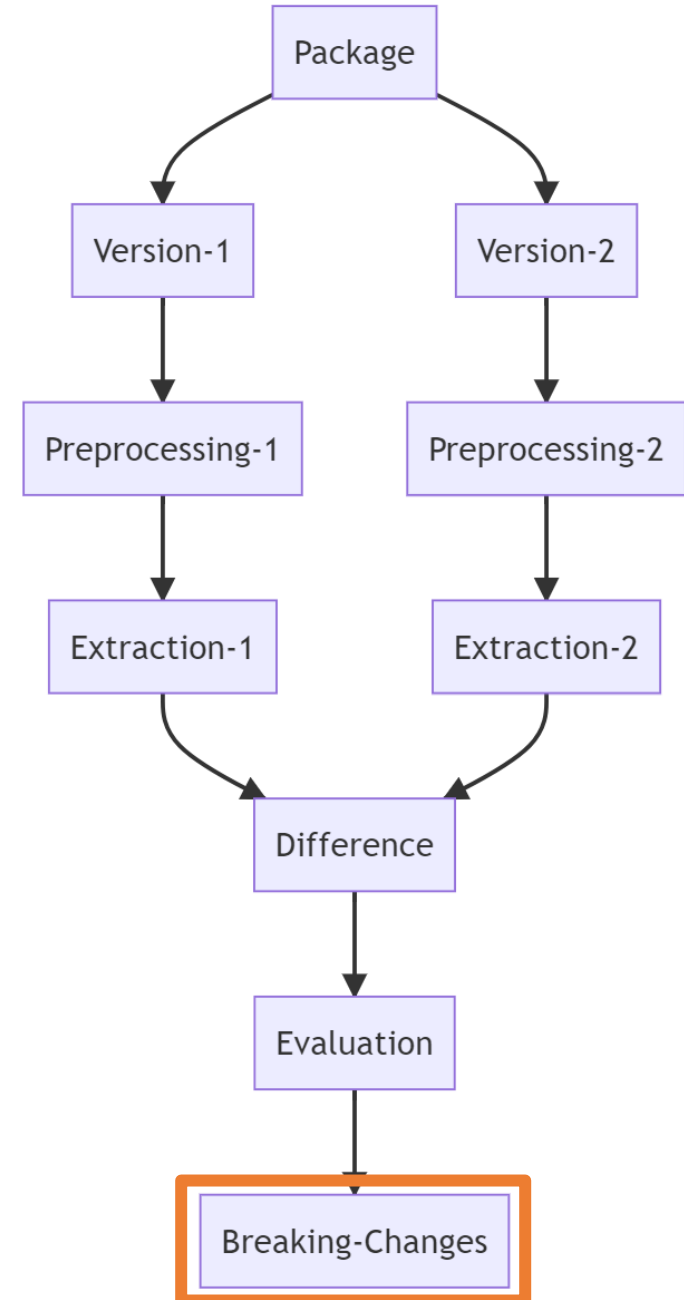 Package
Version-1
Version-2
Preprocessing-1
Preprocessing-2
Extraction-1
Extraction-2
Difference
Evaluation
Breaking-Changes